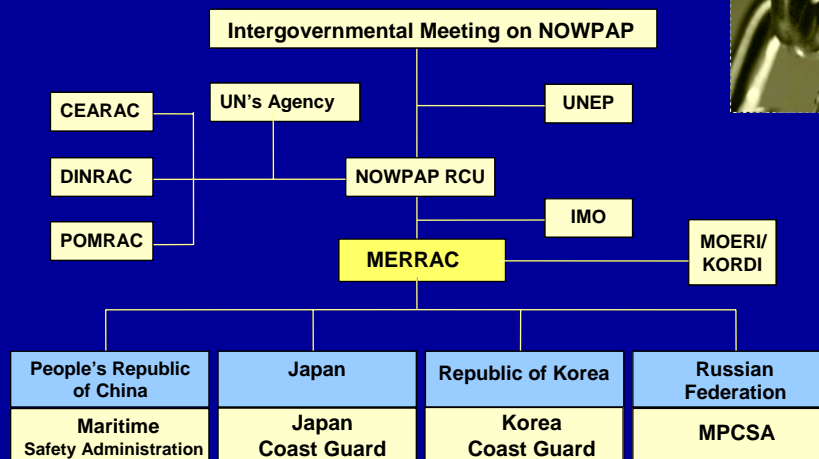 Intergovernmental Meeting on NOWPAP
UN's Agency
UNEP
CEARAC
DINRAC
NOWPAP RCU
POMRAC
IMO
MERRAC
MOERI/
KORDI
People's Republic
of China
Japan
Republic of Korea
Russian
Federation
Maritime
Safety Administration
Japan
Coast Guard
Korea
Coast Guard
MPCSA